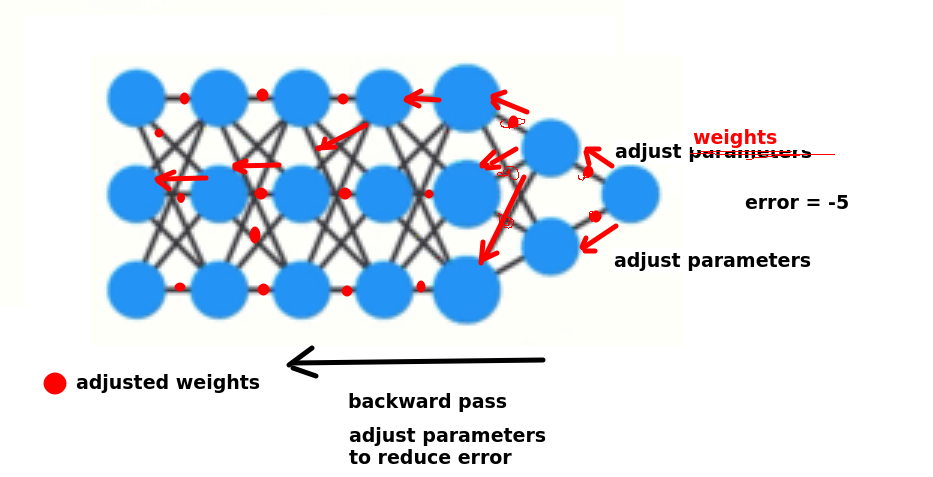 weights
adjust parameters
error = -5
adjust parameters
adjusted weights
backward pass
adjust parameters
to reduce error